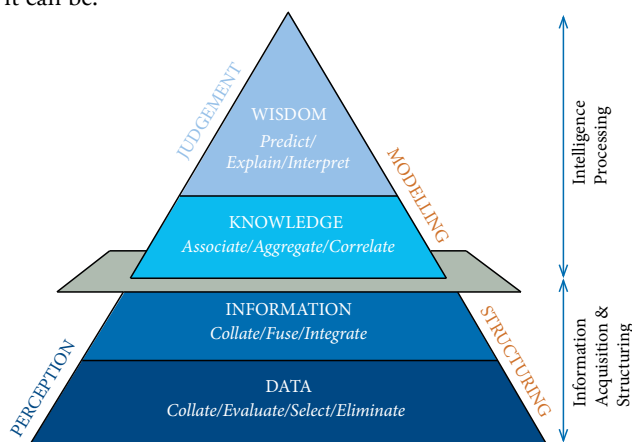 it can be.
JUDGEMENT
WISDOM
Predict/
Explain/Interpret
MODELLING
KNOWLEDGE
Associate/Aggregate/Correlate
Intelligence
Processing
PERCEPTION
INFORMATION
Collate/Fuse/Integrate
STRUCTURING
DATA
Collate/Evaluate/Select/Eliminate
Information
Acquisition &
Structuring